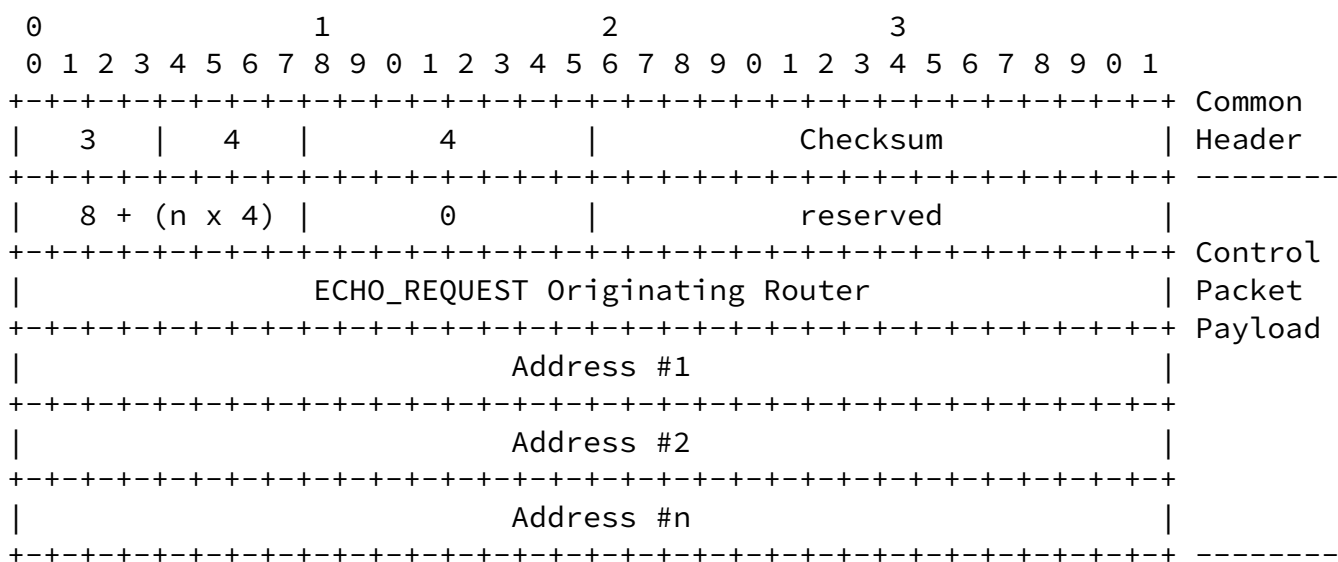 0                   1                   2                   3
 0 1 2 3 4 5 6 7 8 9 0 1 2 3 4 5 6 7 8 9 0 1 2 3 4 5 6 7 8 9 0 1
+-+-+-+-+-+-+-+-+-+-+-+-+-+-+-+-+-+-+-+-+-+-+-+-+-+-+-+-+-+-+-+-+ Common
|   3   |   4   |       4       |           Checksum            | Header
+-+-+-+-+-+-+-+-+-+-+-+-+-+-+-+-+-+-+-+-+-+-+-+-+-+-+-+-+-+-+-+-+ --------
|   8 + (n x 4) |       0       |           reserved            |
+-+-+-+-+-+-+-+-+-+-+-+-+-+-+-+-+-+-+-+-+-+-+-+-+-+-+-+-+-+-+-+-+ Control
|                ECHO_REQUEST Originating Router                | Packet
+-+-+-+-+-+-+-+-+-+-+-+-+-+-+-+-+-+-+-+-+-+-+-+-+-+-+-+-+-+-+-+-+ Payload
|                           Address #1                          |
+-+-+-+-+-+-+-+-+-+-+-+-+-+-+-+-+-+-+-+-+-+-+-+-+-+-+-+-+-+-+-+-+
|                           Address #2                          |
+-+-+-+-+-+-+-+-+-+-+-+-+-+-+-+-+-+-+-+-+-+-+-+-+-+-+-+-+-+-+-+-+
|                           Address #n                          |
+-+-+-+-+-+-+-+-+-+-+-+-+-+-+-+-+-+-+-+-+-+-+-+-+-+-+-+-+-+-+-+-+ --------